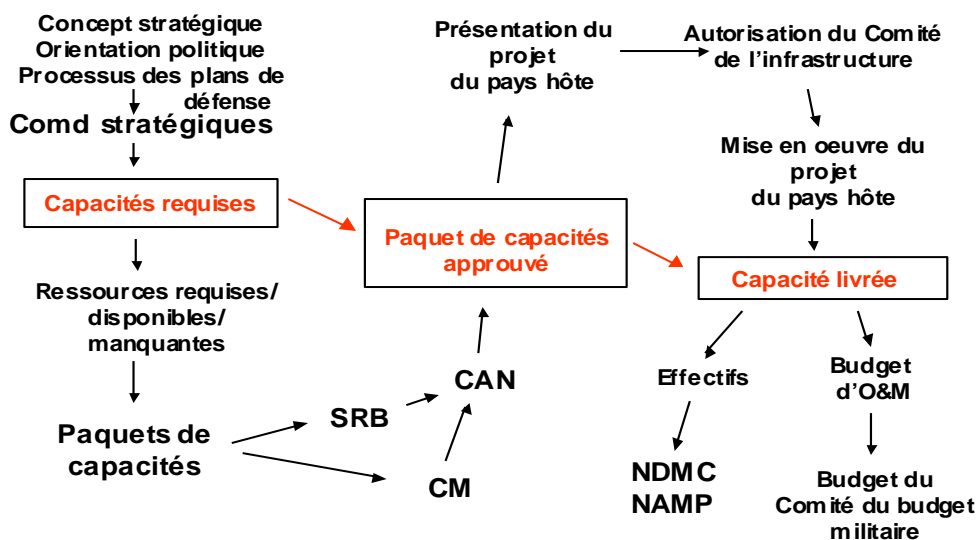 Concept stratégique
Orientation politique
Processus des plans de
défense
Comd stratégiques
Capacités requises
Ressources requises/
disponibles/
manquantes
Paquets de
capacités
SRB
CM
CAN
Paquet de capacités
approuvé
Présentation du
projet
du pays hôte
Autorisation du Comité
de l'infrastructure
Mise en oeuvre du
projet
du pays hôte
Capacité livrée
Effectifs
NDMC
NAMP
Budget
d'O&M
Budget du
Comité du budget
militaire